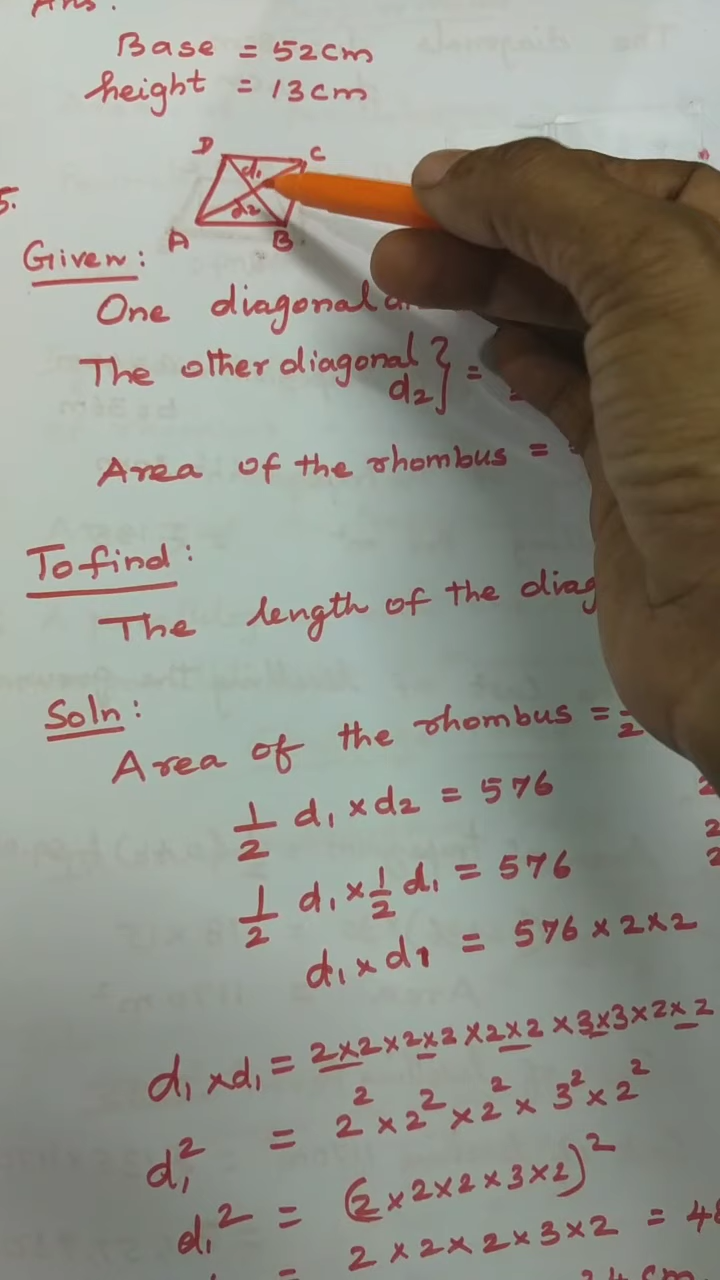 Ans:
Base = 52cm
height = 13cm
D C
d1
5.
d2
A B
Given:
One diagonal
The other diagonal } =
d2
Area of the rhombus =
To find:
The length of the
Soln:
Area of the rhombus =
1/2 d1 × d2 = 576
1/2 d1 × 1/2 d1 = 576
d1 × d1 = 576 × 2 × 2
d1 × d1 = 2×2×2×2×2×2×3×3×2×2
d1² = 2² × 2² × 2² × 3² × 2²
d1² = (2×2×2×3×2)²
= 2×2×2×3×2 =